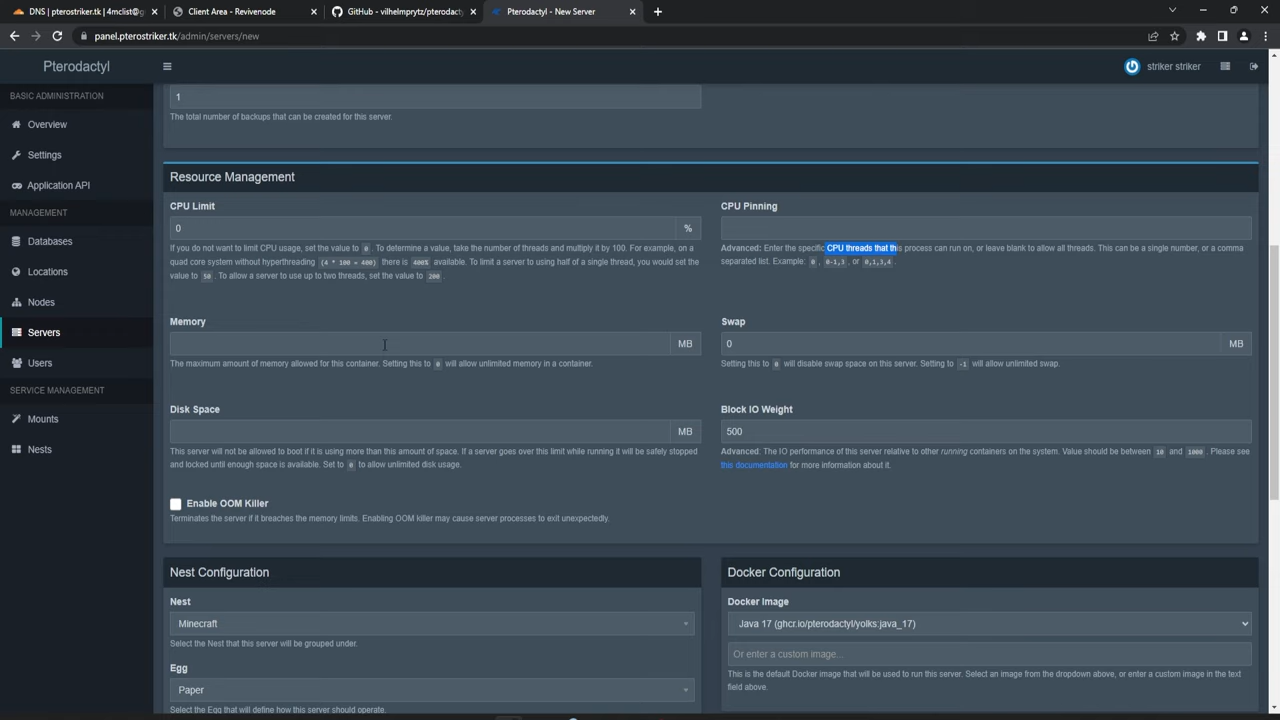 DNS | pterostriker.tk | 4mclist@g
Client Area - Revivenode
GitHub - vilhelmprytz/pterodacty
Pterodactyl - New Server
panel.pterostriker.tk/admin/servers/new
Pterodactyl
striker striker
BASIC ADMINISTRATION
Overview
Settings
Application API
MANAGEMENT
Databases
Locations
Nodes
Servers
Users
SERVICE MANAGEMENT
Mounts
Nests
1
The total number of backups that can be created for this server.
Resource Management
CPU Limit
0 %
If you do not want to limit CPU usage, set the value to 0. To determine a value, take the number of threads and multiply it by 100. For example, on a
quad core system without hyperthreading (4 * 100 = 400) there is 400% available. To limit a server to using half of a single thread, you would set the
value to 50. To allow a server to use up to two threads, set the value to 200.
CPU Pinning
Advanced: Enter the specific CPU threads that this process can run on, or leave blank to allow all threads. This can be a single number, or a comma
separated list. Example: 0, 0-1,3, or 0,1,3,4.
Memory
MB
The maximum amount of memory allowed for this container. Setting this to 0 will allow unlimited memory in a container.
Swap
0 MB
Setting this to 0 will disable swap space on this server. Setting to -1 will allow unlimited swap.
Disk Space
MB
This server will not be allowed to boot if it is using more than this amount of space. If a server goes over this limit while running it will be safely stopped
and locked until enough space is available. Set to 0 to allow unlimited disk usage.
Block IO Weight
500
Advanced: The IO performance of this server relative to other running containers on the system. Value should be between 10 and 1000. Please see
this documentation for more information about it.
Enable OOM Killer
Terminates the server if it breaches the memory limits. Enabling OOM killer may cause server processes to exit unexpectedly.
Nest Configuration
Nest
Minecraft
Select the Nest that this server will be grouped under.
Egg
Paper
Select the Egg that will define how this server should operate.
Docker Configuration
Docker Image
Java 17 (ghcr.io/pterodactyl/yolks:java_17)
Or enter a custom image...
This is the default Docker image that will be used to run this server. Select an image from the dropdown above, or enter a custom image in the text
field above.